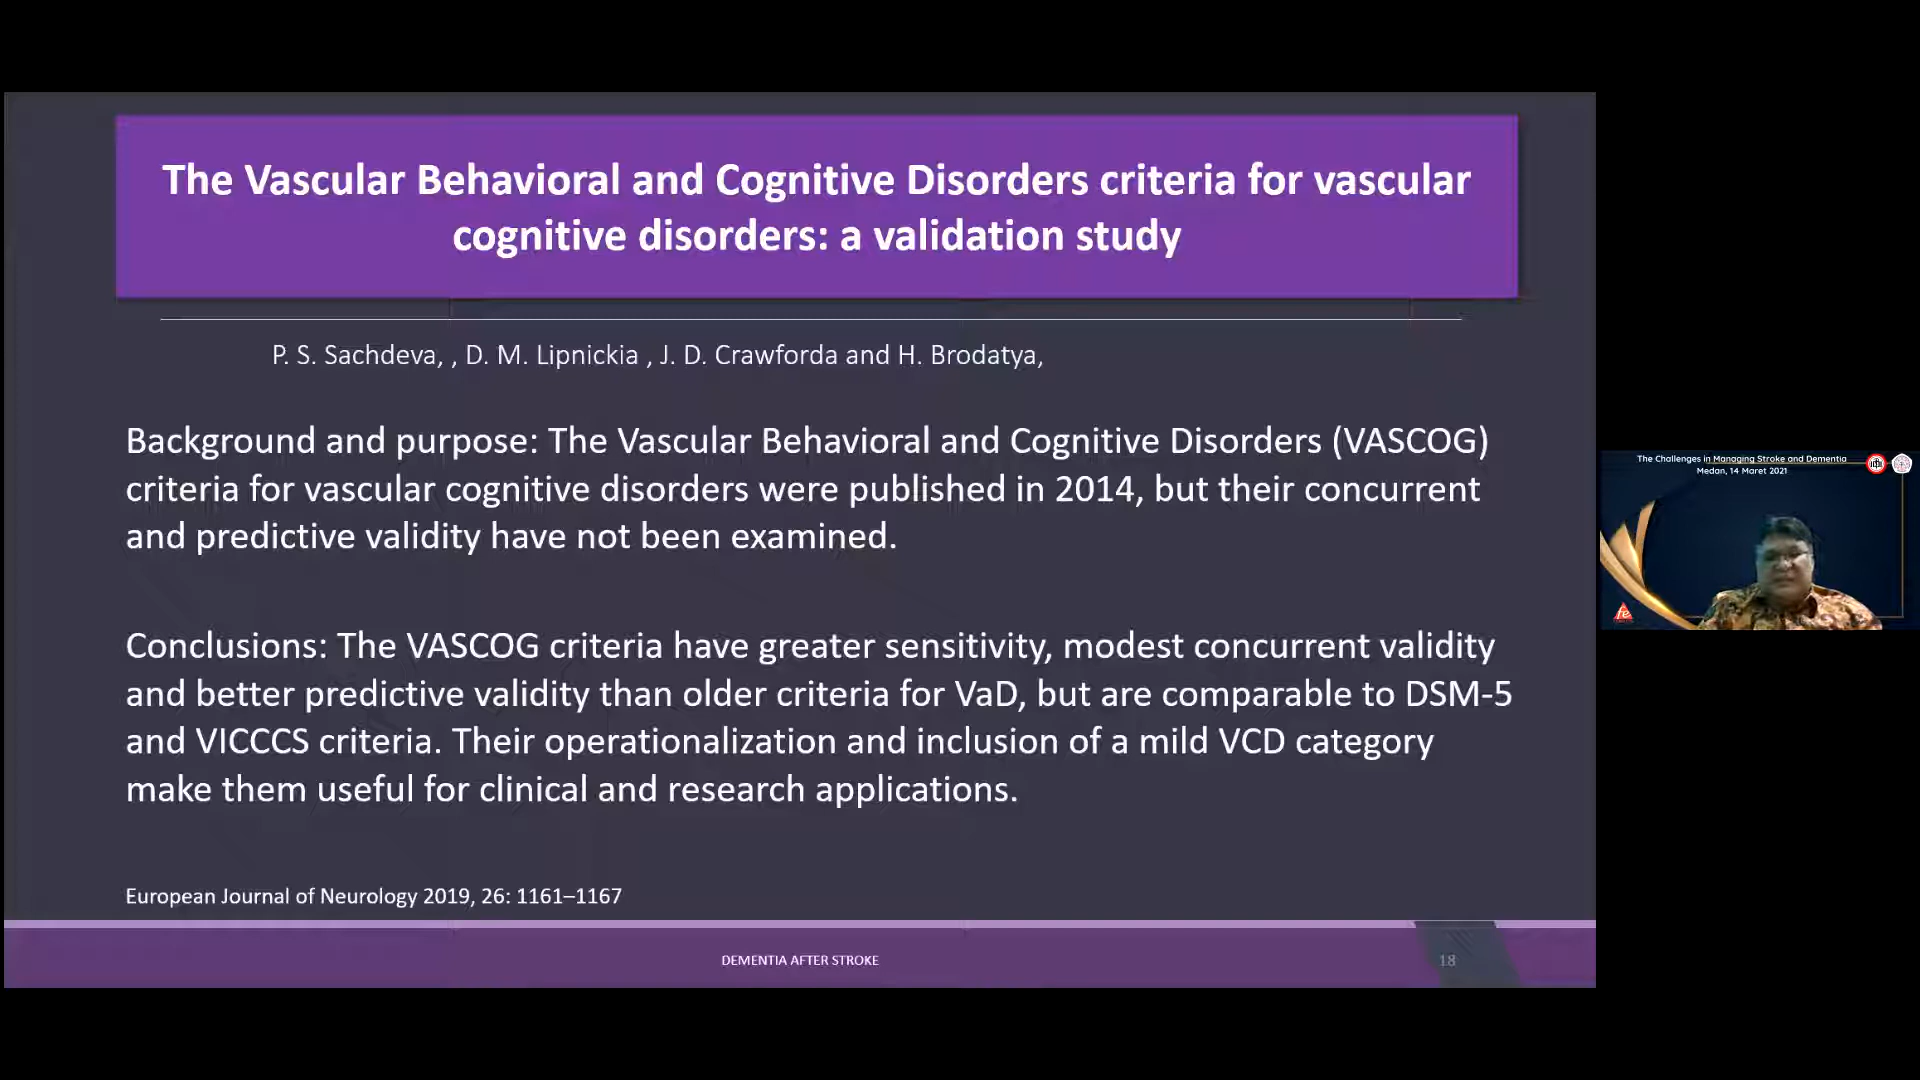 The Vascular Behavioral and Cognitive Disorders criteria for vascular
cognitive disorders: a validation study
P. S. Sachdeva, , D. M. Lipnickia , J. D. Crawforda and H. Brodatya,
Background and purpose: The Vascular Behavioral and Cognitive Disorders (VASCOG)
criteria for vascular cognitive disorders were published in 2014, but their concurrent
and predictive validity have not been examined.
Conclusions: The VASCOG criteria have greater sensitivity, modest concurrent validity
and better predictive validity than older criteria for VaD, but are comparable to DSM-5
and VICCCS criteria. Their operationalization and inclusion of a mild VCD category
make them useful for clinical and research applications.
European Journal of Neurology 2019, 26: 1161–1167
DEMENTIA AFTER STROKE
18
The Challenges in Managing Stroke and Dementia
Medan, 14 Maret 2021